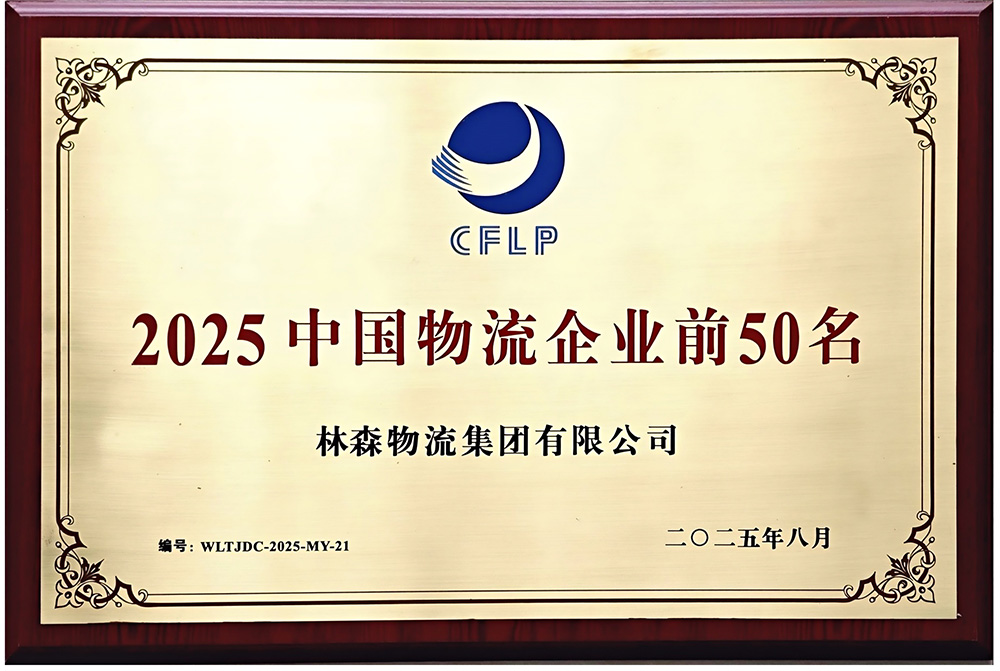 CFLP
2025 中国物流企业前50名
林森物流集团有限公司
编号：WLTJDC-2025-MY-21
二〇二五年八月